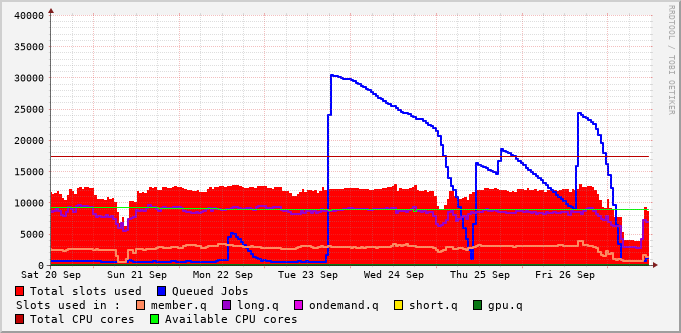 40000
35000
30000
25000
20000
15000
10000
5000
0
Sat 20 Sep Sun 21 Sep Mon 22 Sep Tue 23 Sep Wed 24 Sep Thu 25 Sep Fri 26 Sep
Total slots used Queued Jobs
Slots used in : member.q long.q ondemand.q short.q gpu.q
Total CPU cores Available CPU cores
RRDTOOL / TOBI OETIKER